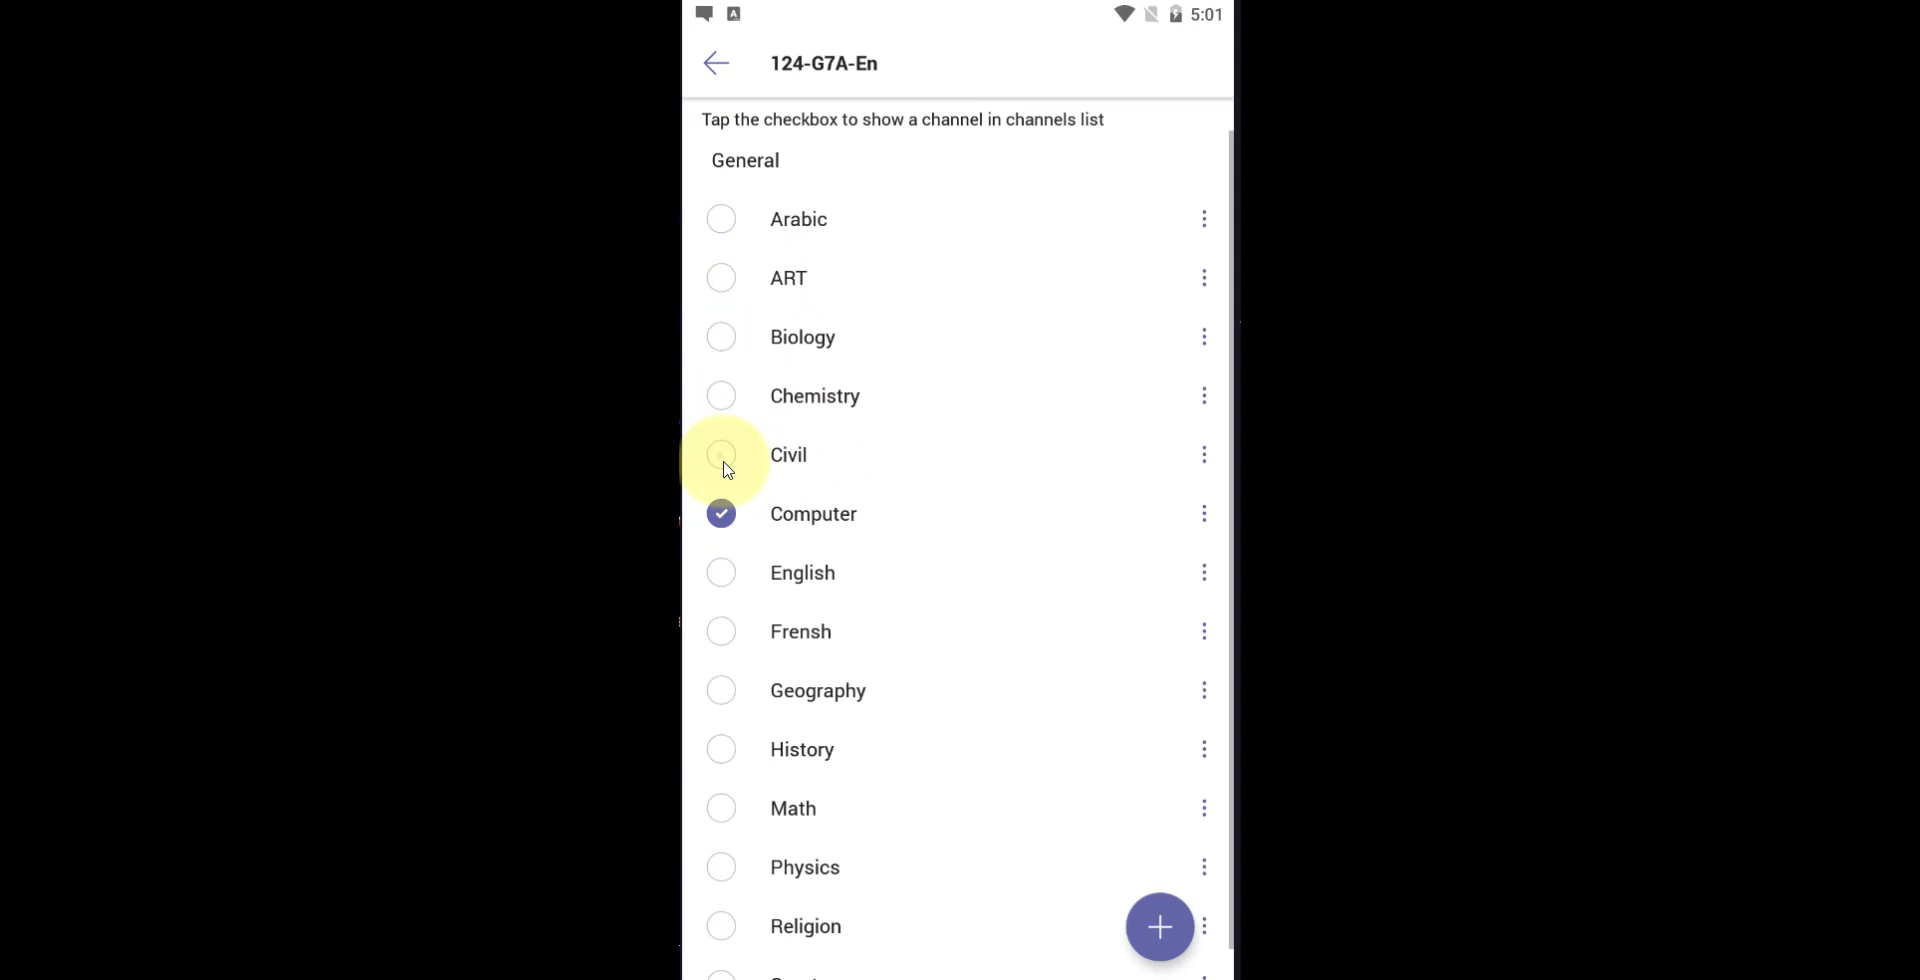 5:01
124-G7A-En
Tap the checkbox to show a channel in channels list
General
Arabic
ART
Biology
Chemistry
Civil
Computer
English
Frensh
Geography
History
Math
Physics
Religion